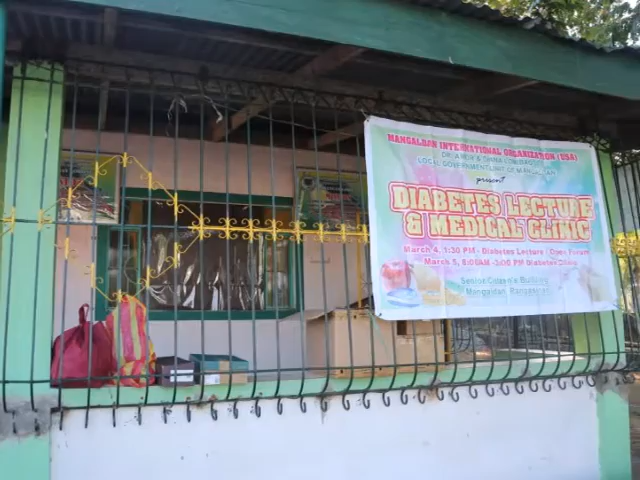 MANGALDAN INTERNATIONAL ORGANIZATION (USA)
LOCAL GOVERNMENT UNIT OF MANGALDAN
present
DIABETES LECTURE
& MEDICAL CLINIC
March 4, 1:30 PM - Diabetes Lecture - Open Forum
March 5, 8:00AM -3:00 PM Diabetes Clinic
Senior Citizen's Building
Mangaldan, Pangasinan